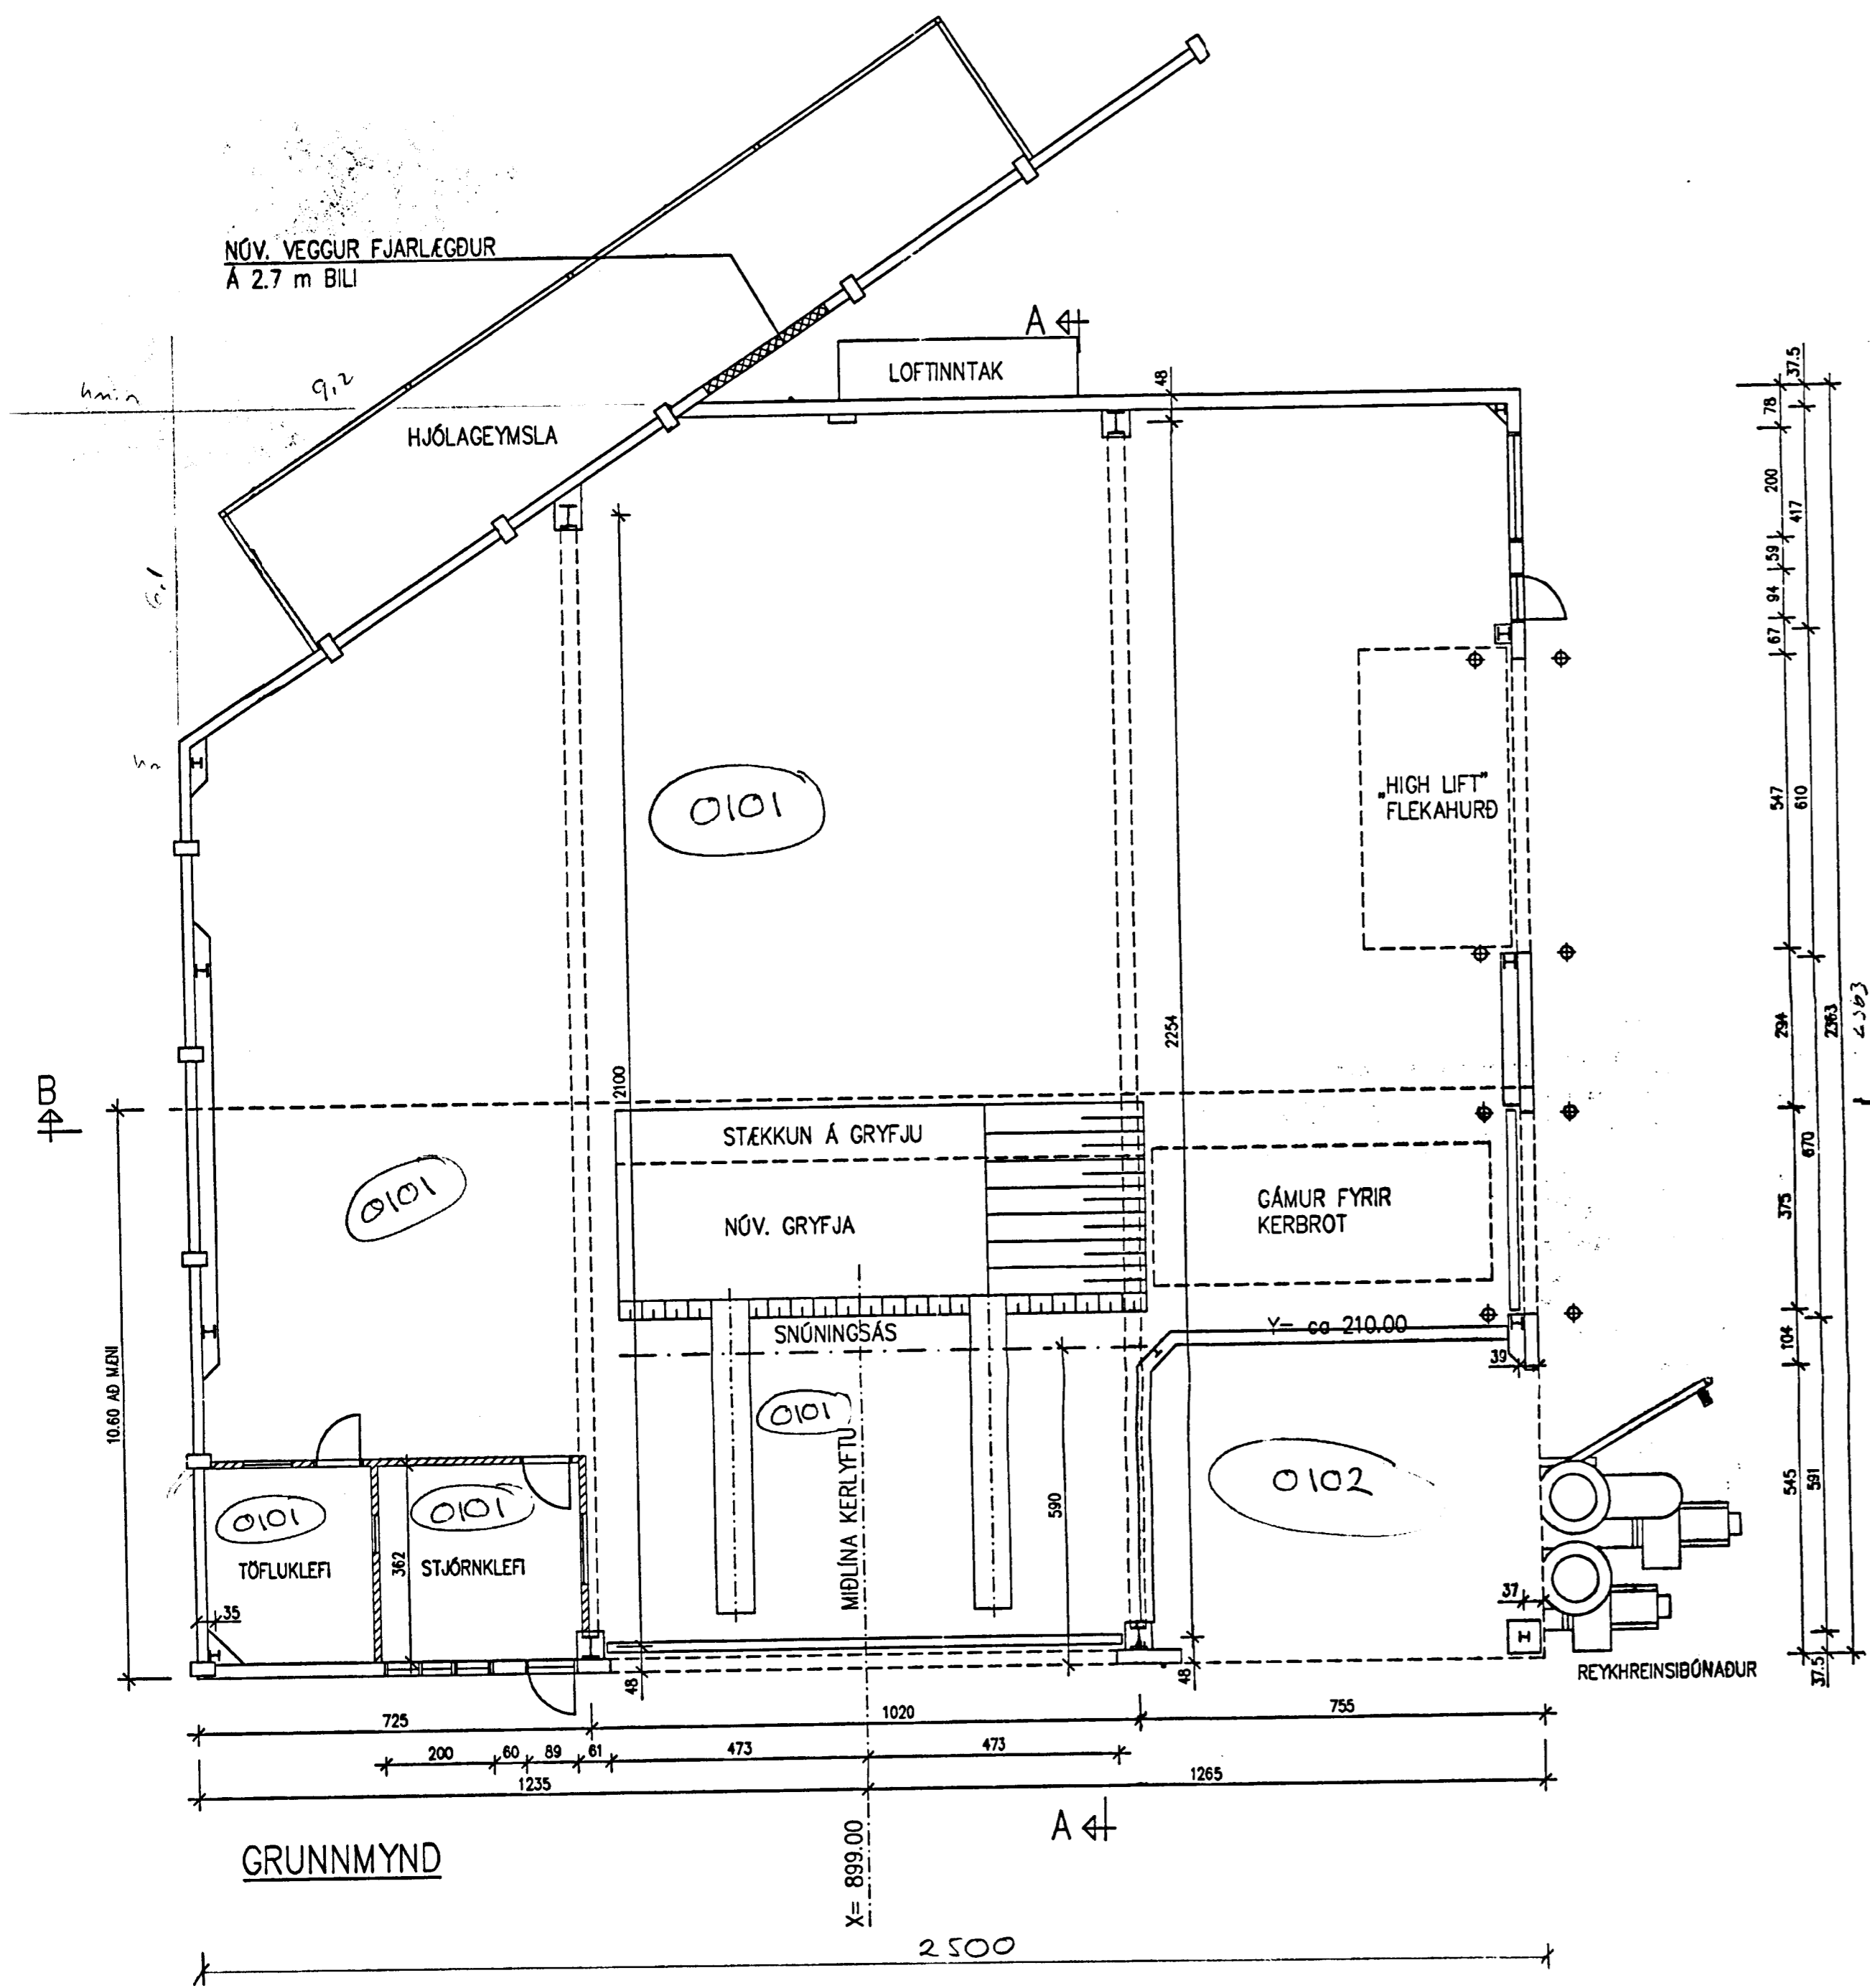 NÚV. VEGGUR FJARLÆGÐUR
Á 2.7 m BILI
A
LOFTINNTAK
9,2
HJÓLAGEYMSLA
6,1
48
37.5
78
200
417
59
94
67
0101
"HIGH LIFT"
FLEKAHURÐ
547
610
2254
294
2363
2363
B
2100
STÆKKUN Á GRYFJU
670
0101
NÚV. GRYFJA
GÁMUR FYRIR
KERBROT
375
SNÚNINGSÁS
Y= ca 210.00
104
39
10.60 AÐ MÆNI
0101
MIÐLÍNA KERLYFTU
0102
590
545
591
0101
0101
TÖFLUKLEFI
362
STJÓRNKLEFI
35
37
REYKHREINSIBÚNAÐUR
48
48
37.5
725
1020
755
200
60
89
61
473
473
1235
1265
A
GRUNNMYND
X= 899.00
2500